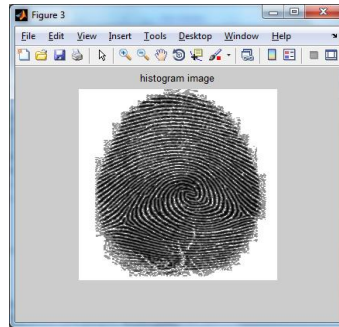 Figure 3
File Edit View Insert Tools Desktop Window Help
histogram image